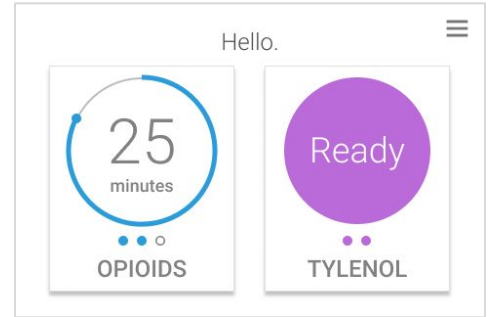 Hello.
25
minutes
OPIOIDS
Ready
TYLENOL